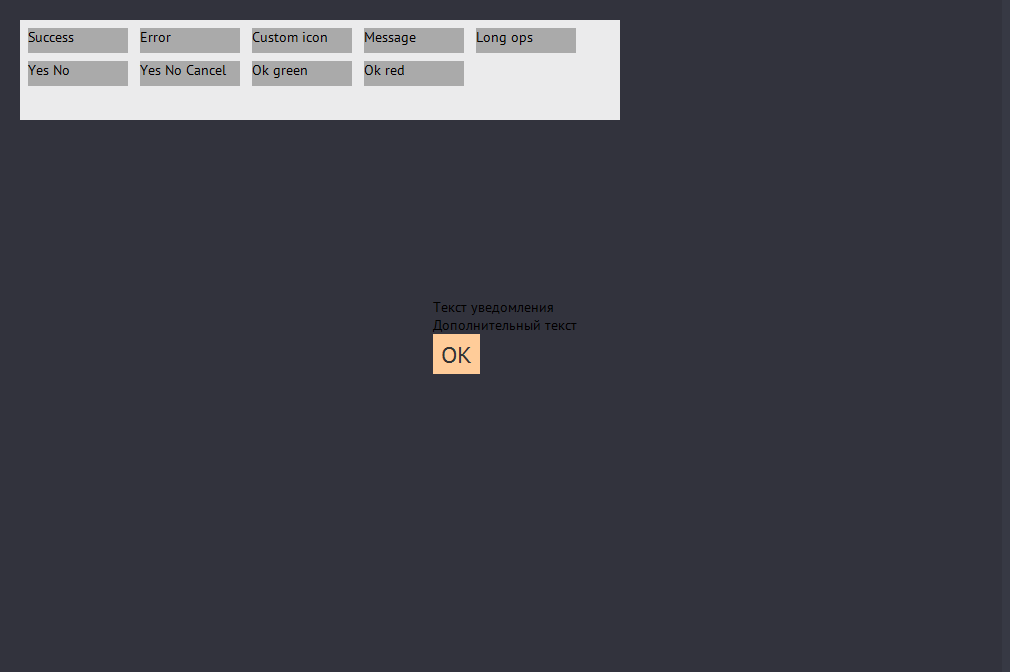 Success Error Custom icon Message Long ops
Yes No Yes No Cancel Ok green Ok red
Текст уведомления
Дополнительный текст
OK